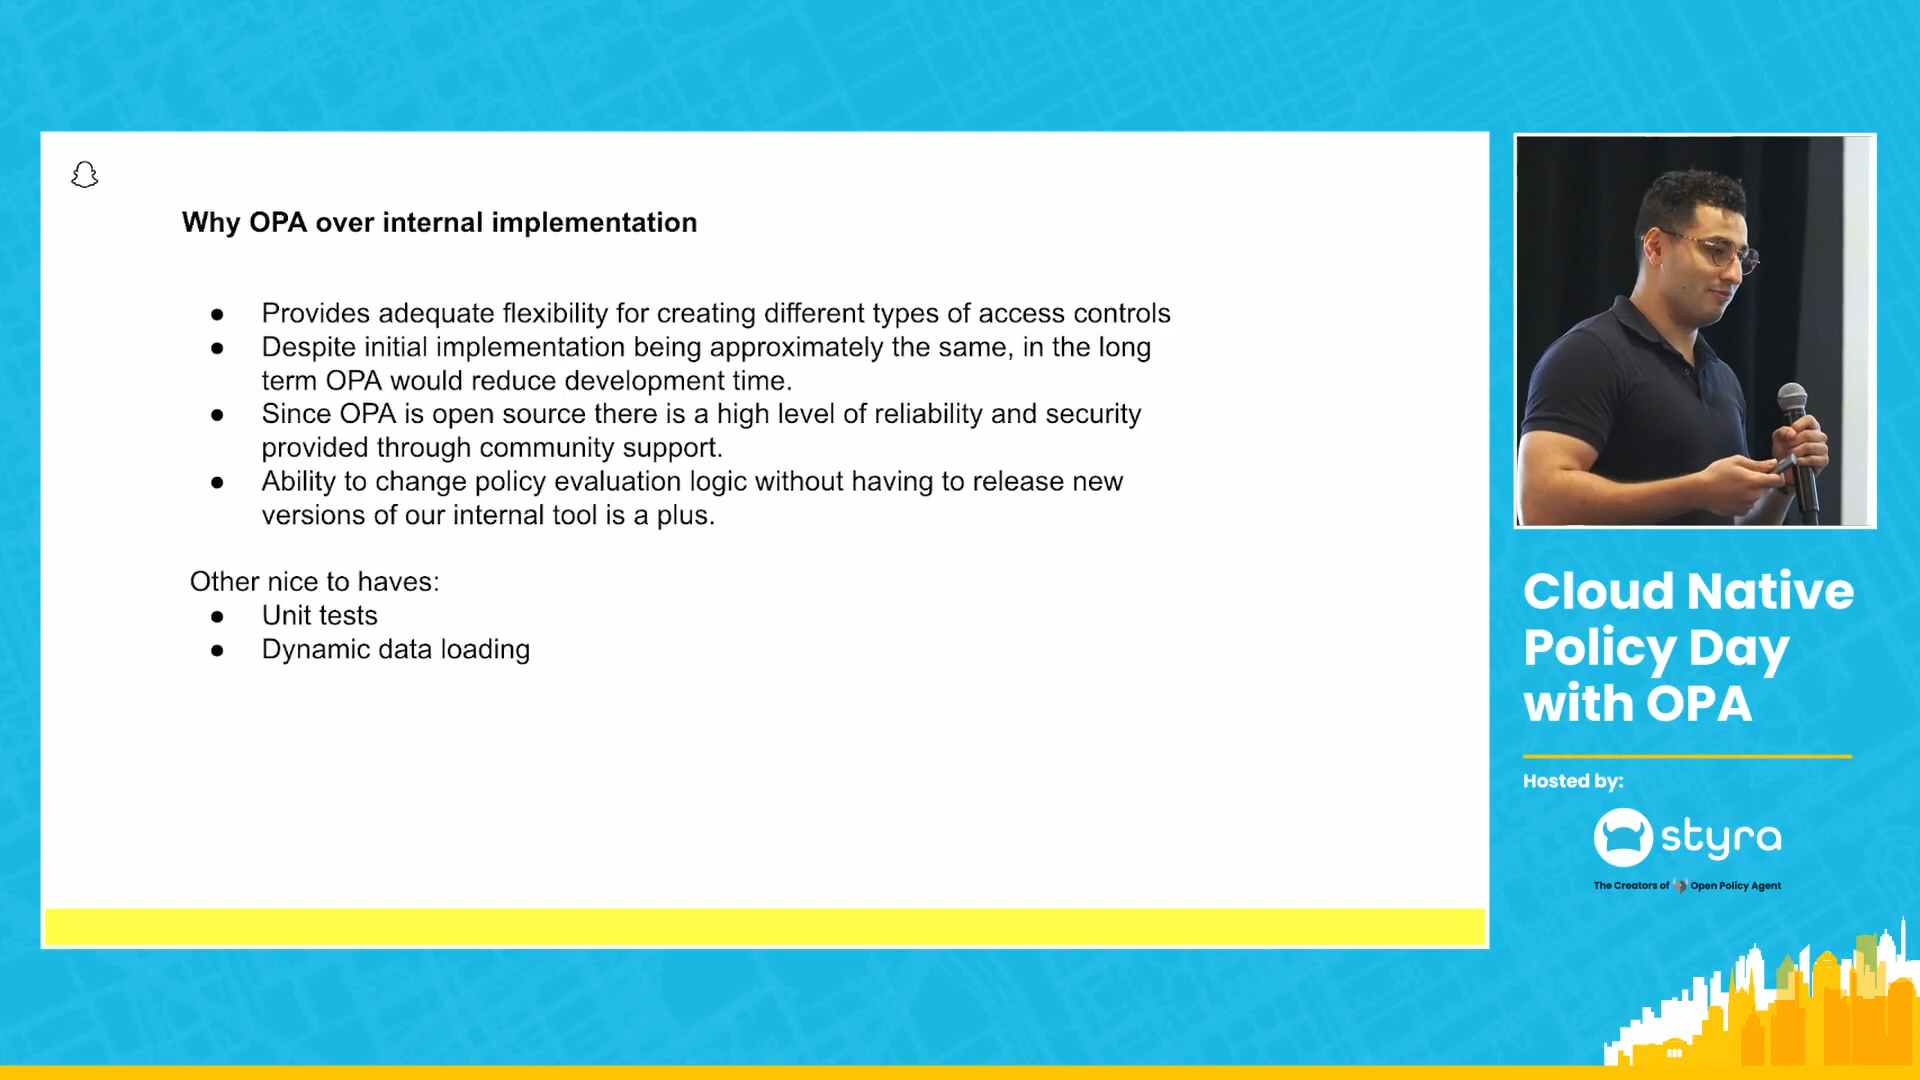 Why OPA over internal implementation
● Provides adequate flexibility for creating different types of access controls
● Despite initial implementation being approximately the same, in the long
term OPA would reduce development time.
● Since OPA is open source there is a high level of reliability and security
provided through community support.
● Ability to change policy evaluation logic without having to release new
versions of our internal tool is a plus.
Other nice to haves:
● Unit tests
● Dynamic data loading
Cloud Native
Policy Day
with OPA
Hosted by:
styra
The Creators of Open Policy Agent